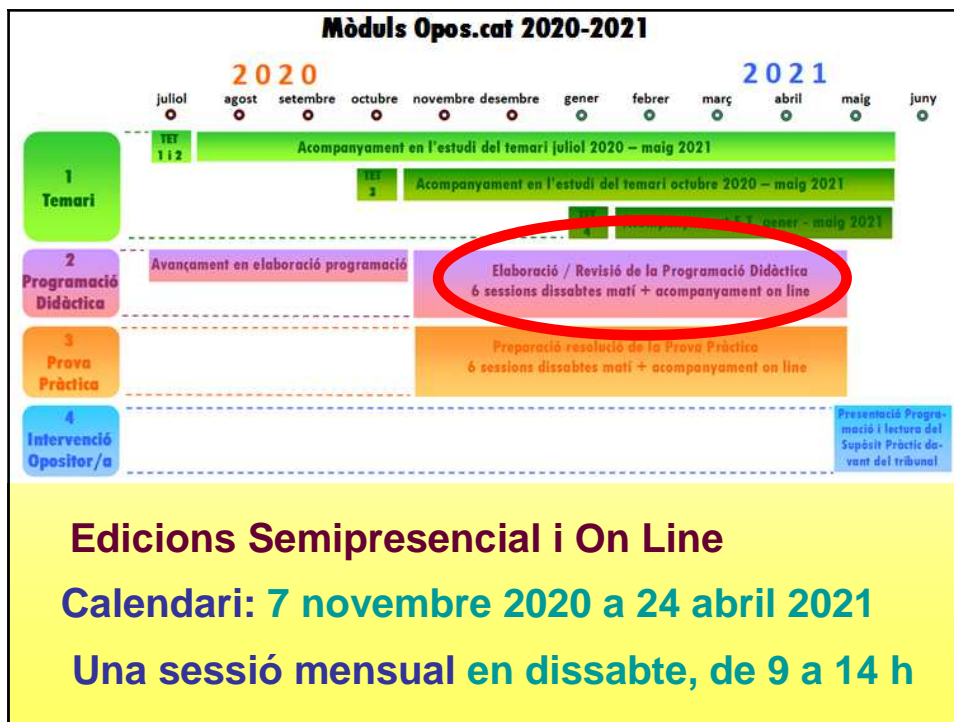 Mòduls Opos.cat 2020-2021
2020
2021
juliol agost setembre octubre novembre desembre gener febrer març abril maig juny
1
Temari
TET
1 i 2
Acompanyament en l'estudi del temari juliol 2020 – maig 2021
TET
3
Acompanyament en l'estudi del temari octubre 2020 – maig 2021
TET
4
gener - maig 2021
2
Programació
Didàctica
Avançament en elaboració programació
Elaboració / Revisió de la Programació Didàctica
6 sessions dissabtes matí + acompanyament on line
3
Prova
Pràctica
Preparació resolució de la Prova Pràctica
6 sessions dissabtes matí + acompanyament on line
4
Intervenció
Opositor/a
Presentació Progra-
mació i lectura del
Supòsit Pràctic da-
vant del tribunal
Edicions Semipresencial i On Line
Calendari: 7 novembre 2020 a 24 abril 2021
Una sessió mensual en dissabte, de 9 a 14 h